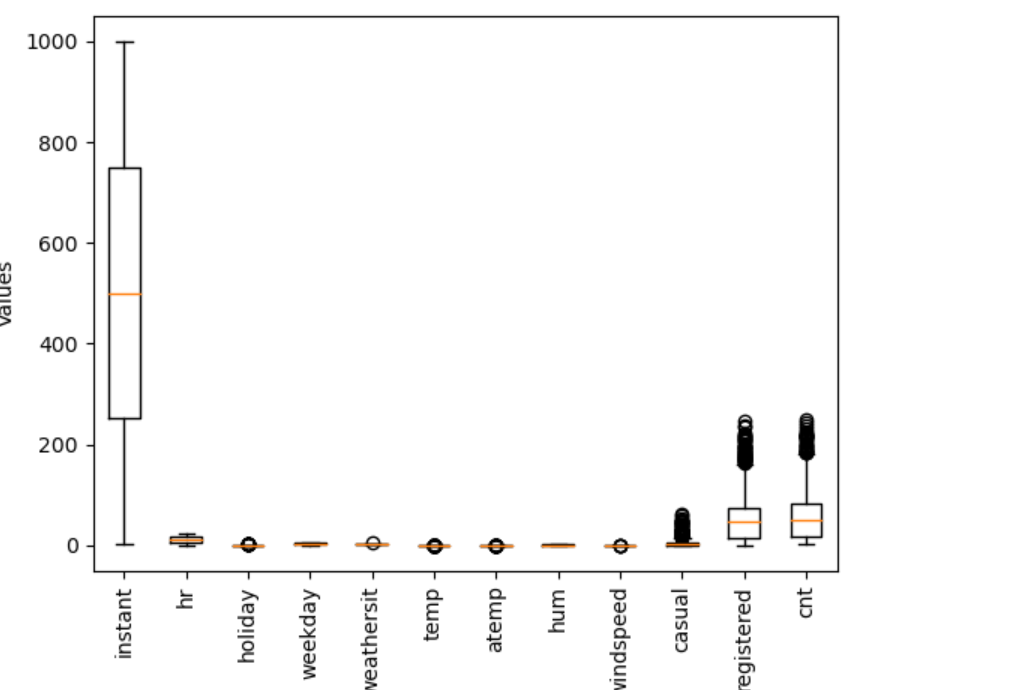 1000
800
600
400
200
0
values
instant
hr
holiday
weekday
weathersit
temp
atemp
hum
windspeed
casual
registered
cnt